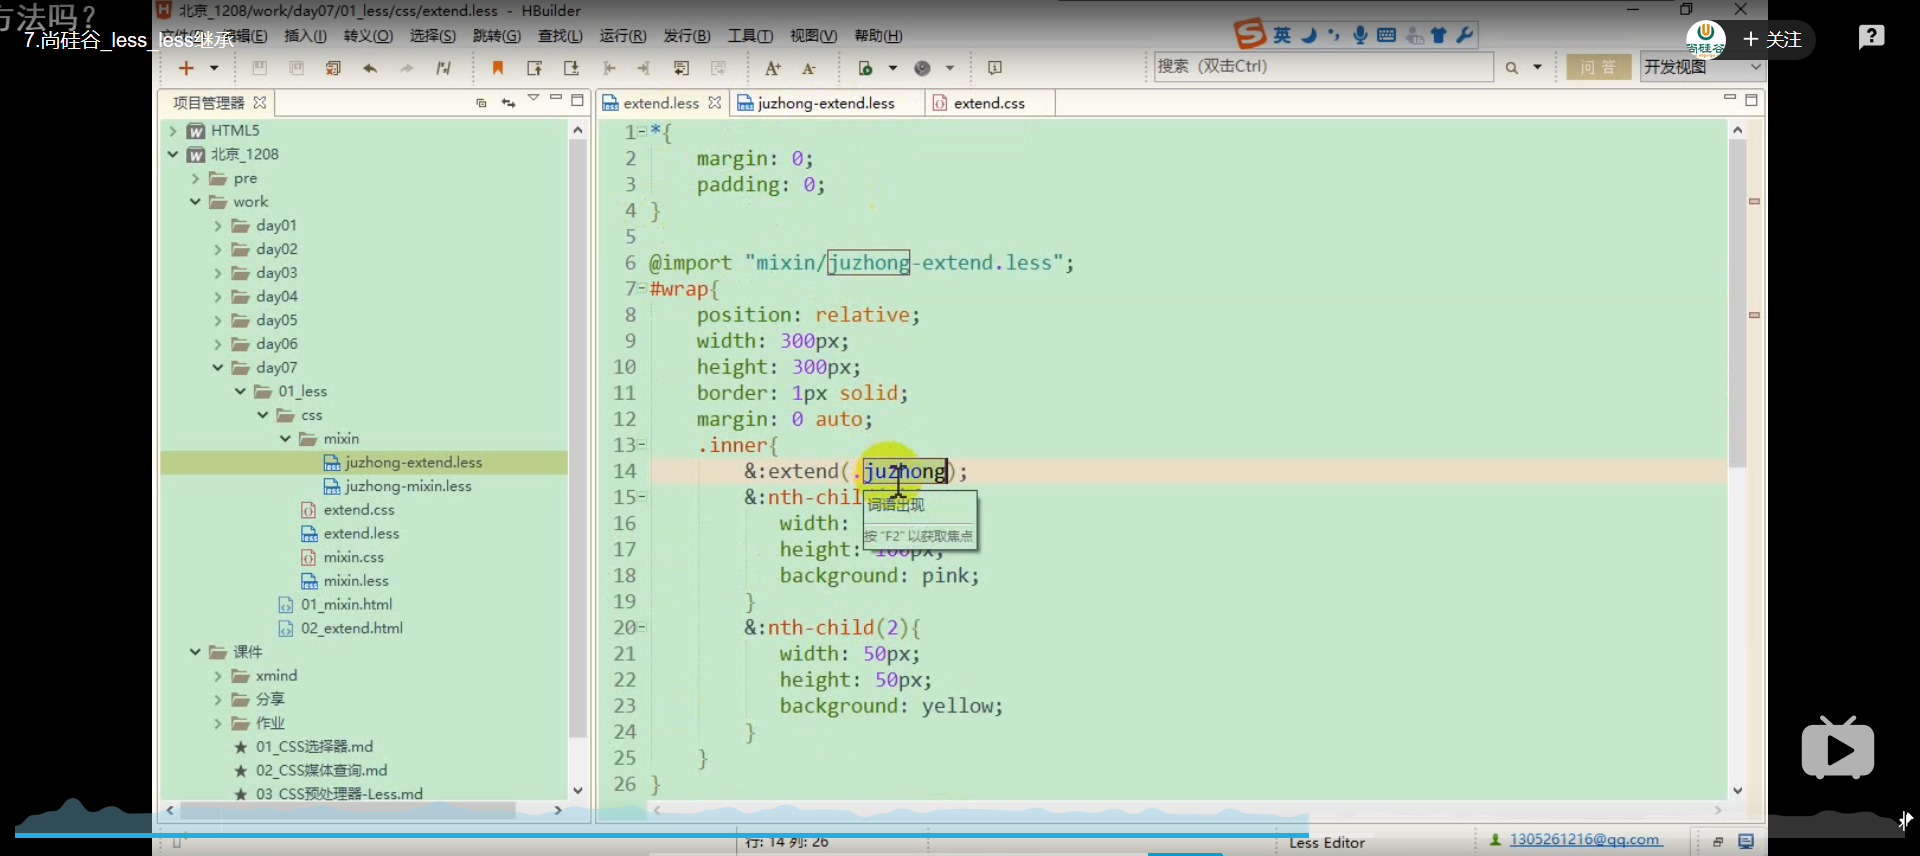 方法吗？
7.尚硅谷_less_less继承
北京_1208/work/day07/01_less/css/extend.less - HBuilder
编辑(E) 插入(I) 转义(O) 选择(S) 跳转(G) 查找(L) 运行(R) 发行(B) 工具(T) 视图(V) 帮助(H)
英
尚硅谷
+ 关注
搜索 (双击Ctrl)
问 答
开发视图
项目管理器
extend.less
juzhong-extend.less
extend.css
HTML5
北京_1208
pre
work
day01
day02
day03
day04
day05
day06
day07
01_less
css
mixin
juzhong-extend.less
juzhong-mixin.less
extend.css
extend.less
mixin.css
mixin.less
01_mixin.html
02_extend.html
课件
xmind
分享
作业
01_CSS选择器.md
02_CSS媒体查询.md
03_CSS预处理器-Less.md
1 *{
2 margin: 0;
3 padding: 0;
4 }
5
6 @import "mixin/juzhong-extend.less";
7 #wrap{
8 position: relative;
9 width: 300px;
10 height: 300px;
11 border: 1px solid;
12 margin: 0 auto;
13 .inner{
14 &:extend(.juzhong);
15 &:nth-chil
词语出现
16 width:
按 "F2" 以获取焦点
17 height: 100px;
18 background: pink;
19 }
20 &:nth-child(2){
21 width: 50px;
22 height: 50px;
23 background: yellow;
24 }
25 }
26 }
行: 14 列: 26
Less Editor
1305261216@qq.com